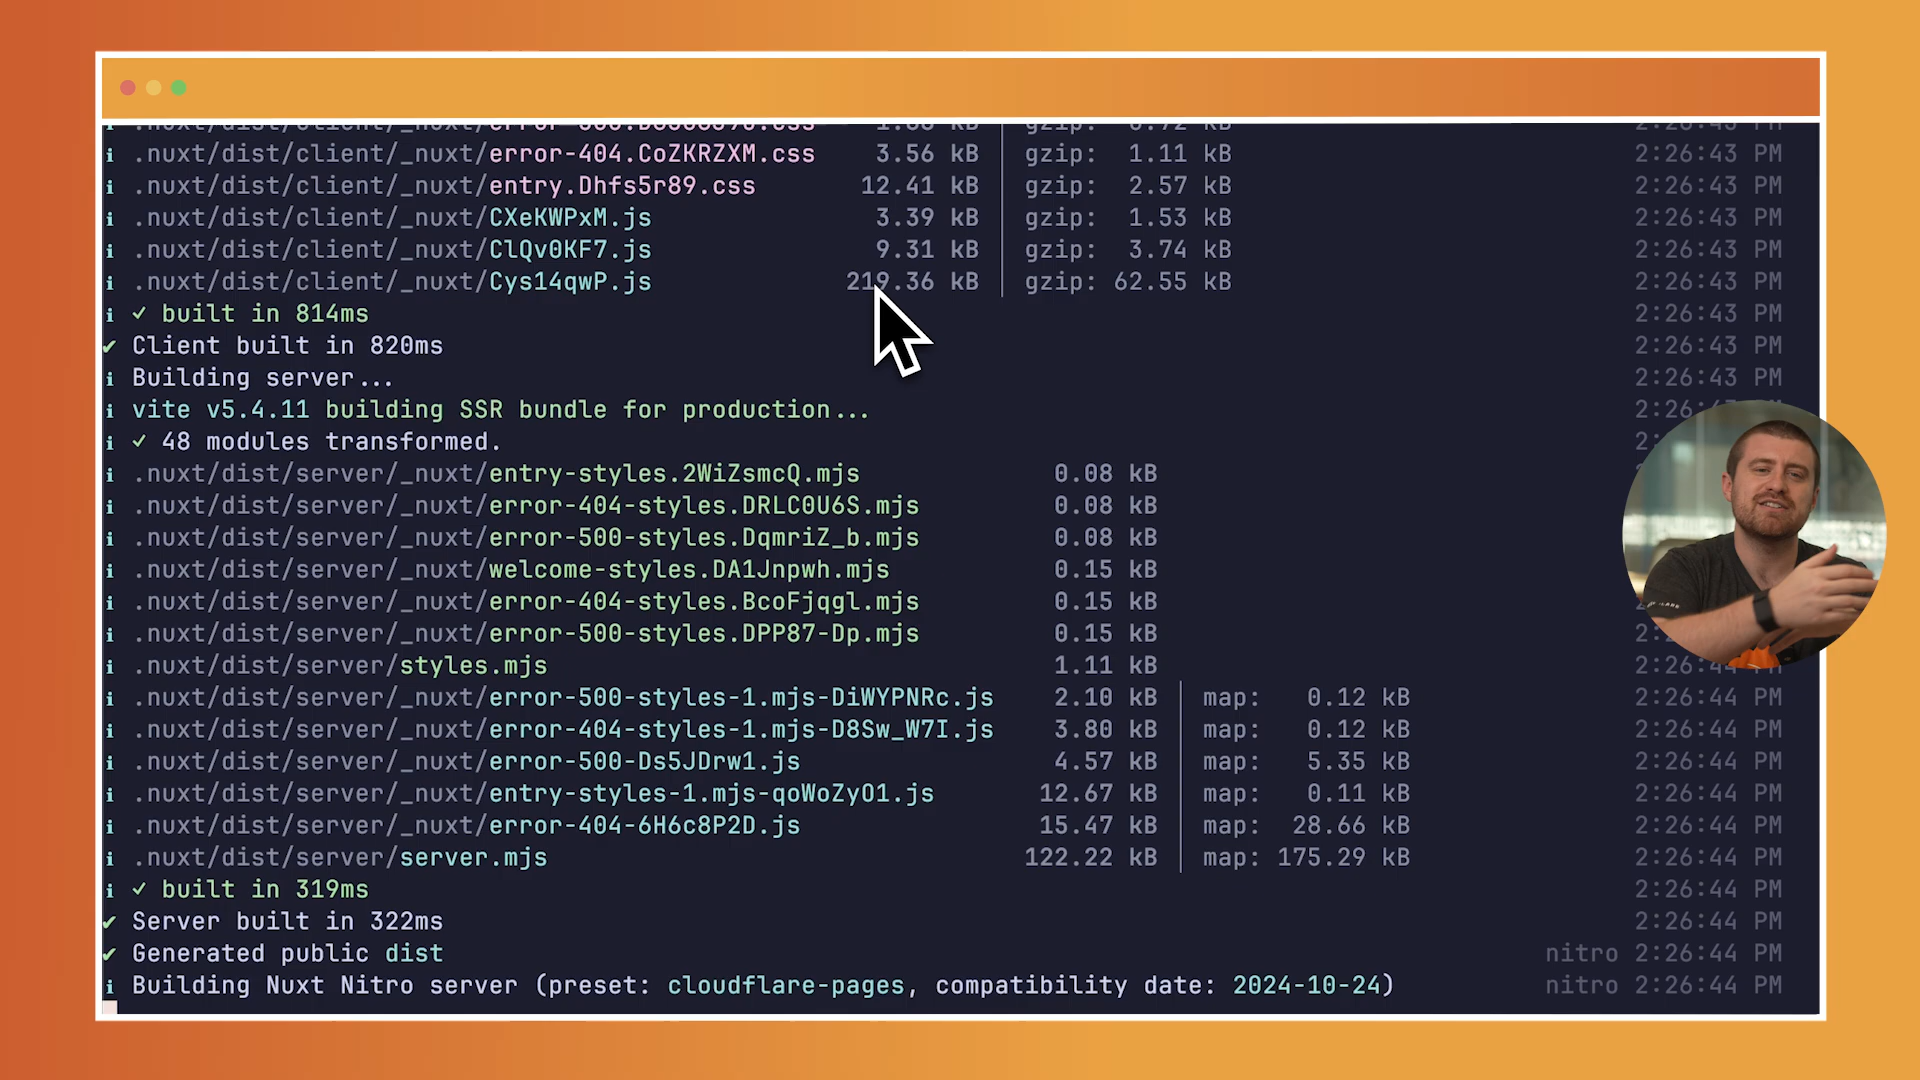 ℹ .nuxt/dist/client/_nuxt/error-404.CoZKRZXM.css 3.56 kB │ gzip: 1.11 kB 2:26:43 PM
ℹ .nuxt/dist/client/_nuxt/entry.Dhfs5r89.css 12.41 kB │ gzip: 2.57 kB 2:26:43 PM
ℹ .nuxt/dist/client/_nuxt/CXeKWPxM.js 3.39 kB │ gzip: 1.53 kB 2:26:43 PM
ℹ .nuxt/dist/client/_nuxt/ClQv0KF7.js 9.31 kB │ gzip: 3.74 kB 2:26:43 PM
ℹ .nuxt/dist/client/_nuxt/Cys14qwP.js 219.36 kB │ gzip: 62.55 kB 2:26:43 PM
ℹ ✓ built in 814ms 2:26:43 PM
✔ Client built in 820ms 2:26:43 PM
ℹ Building server... 2:26:43 PM
ℹ vite v5.4.11 building SSR bundle for production...
ℹ ✓ 48 modules transformed.
ℹ .nuxt/dist/server/_nuxt/entry-styles.2WiZsmcQ.mjs 0.08 kB
ℹ .nuxt/dist/server/_nuxt/error-404-styles.DRLC0U6S.mjs 0.08 kB
ℹ .nuxt/dist/server/_nuxt/error-500-styles.DqmriZ_b.mjs 0.08 kB
ℹ .nuxt/dist/server/_nuxt/welcome-styles.DA1Jnpwh.mjs 0.15 kB
ℹ .nuxt/dist/server/_nuxt/error-404-styles.BcoFjqgl.mjs 0.15 kB
ℹ .nuxt/dist/server/_nuxt/error-500-styles.DPP87-Dp.mjs 0.15 kB
ℹ .nuxt/dist/server/styles.mjs 1.11 kB
ℹ .nuxt/dist/server/_nuxt/error-500-styles-1.mjs-DiWYPNRc.js 2.10 kB │ map: 0.12 kB 2:26:44 PM
ℹ .nuxt/dist/server/_nuxt/error-404-styles-1.mjs-D8Sw_W7I.js 3.80 kB │ map: 0.12 kB 2:26:44 PM
ℹ .nuxt/dist/server/_nuxt/error-500-Ds5JDrw1.js 4.57 kB │ map: 5.35 kB 2:26:44 PM
ℹ .nuxt/dist/server/_nuxt/entry-styles-1.mjs-qoWoZyO1.js 12.67 kB │ map: 0.11 kB 2:26:44 PM
ℹ .nuxt/dist/server/_nuxt/error-404-6H6c8P2D.js 15.47 kB │ map: 28.66 kB 2:26:44 PM
ℹ .nuxt/dist/server/server.mjs 122.22 kB │ map: 175.29 kB 2:26:44 PM
ℹ ✓ built in 319ms 2:26:44 PM
✔ Server built in 322ms 2:26:44 PM
✔ Generated public dist nitro 2:26:44 PM
ℹ Building Nuxt Nitro server (preset: cloudflare-pages, compatibility date: 2024-10-24) nitro 2:26:44 PM